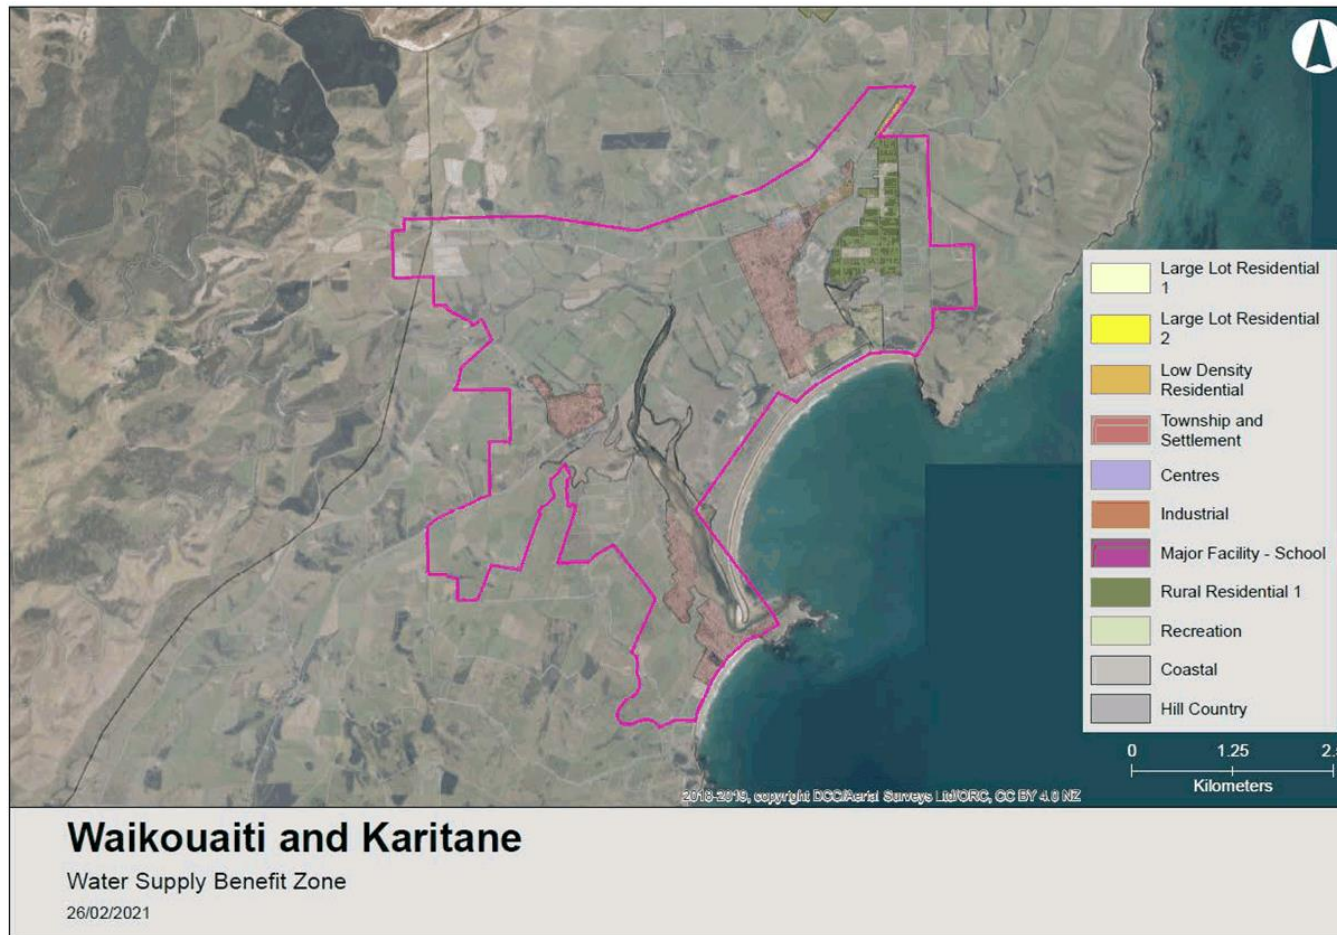 Large Lot Residential
1
Large Lot Residential
2
Low Density
Residential
Township and
Settlement
Centres
Industrial
Major Facility - School
Rural Residential 1
Recreation
Coastal
Hill Country
0 1.25 2.
Kilometers
2018-2019, copyright DCC/Aerial Surveys Ltd/ORC, CC BY 4.0 NZ
Waikouaiti and Karitane
Water Supply Benefit Zone
26/02/2021